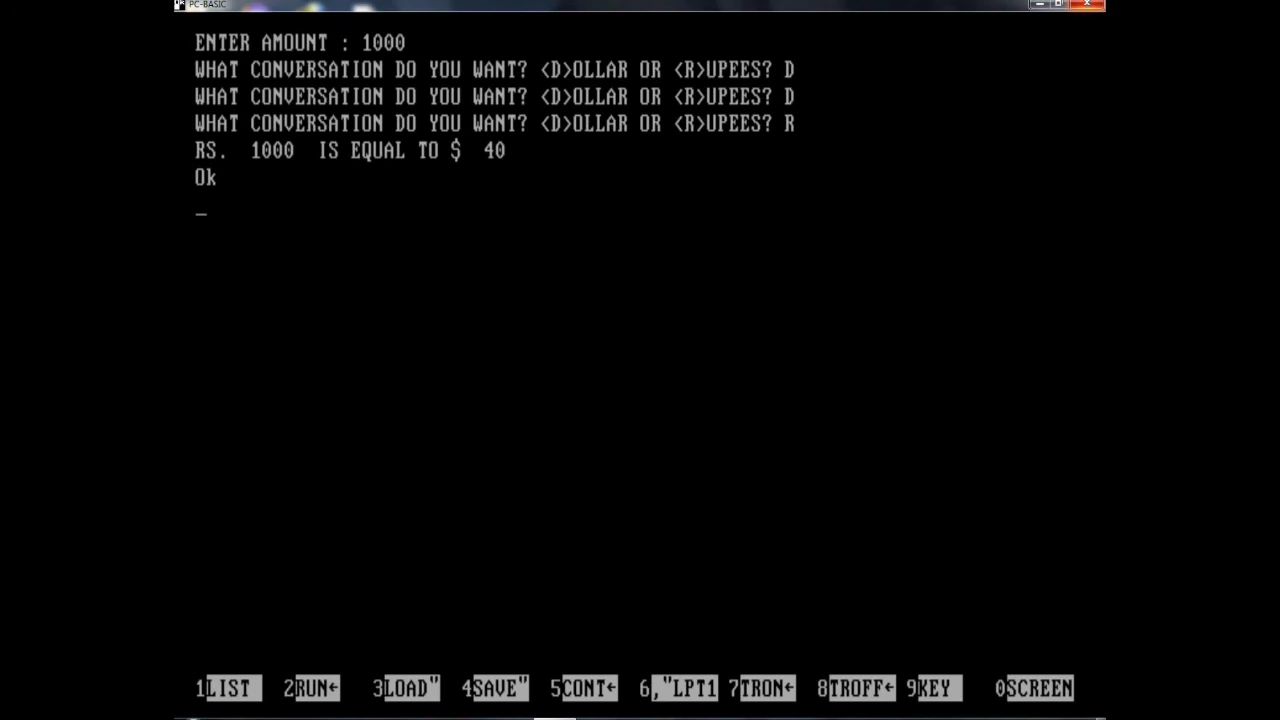 PC-BASIC
ENTER AMOUNT : 1000
WHAT CONVERSATION DO YOU WANT? <D>OLLAR OR <R>UPEES? D
WHAT CONVERSATION DO YOU WANT? <D>OLLAR OR <R>UPEES? D
WHAT CONVERSATION DO YOU WANT? <D>OLLAR OR <R>UPEES? R
RS.  1000  IS EQUAL TO $  40
Ok
_
1LIST  2RUN←  3LOAD"  4SAVE"  5CONT←  6,"LPT1  7TRON←  8TROFF←  9KEY  0SCREEN